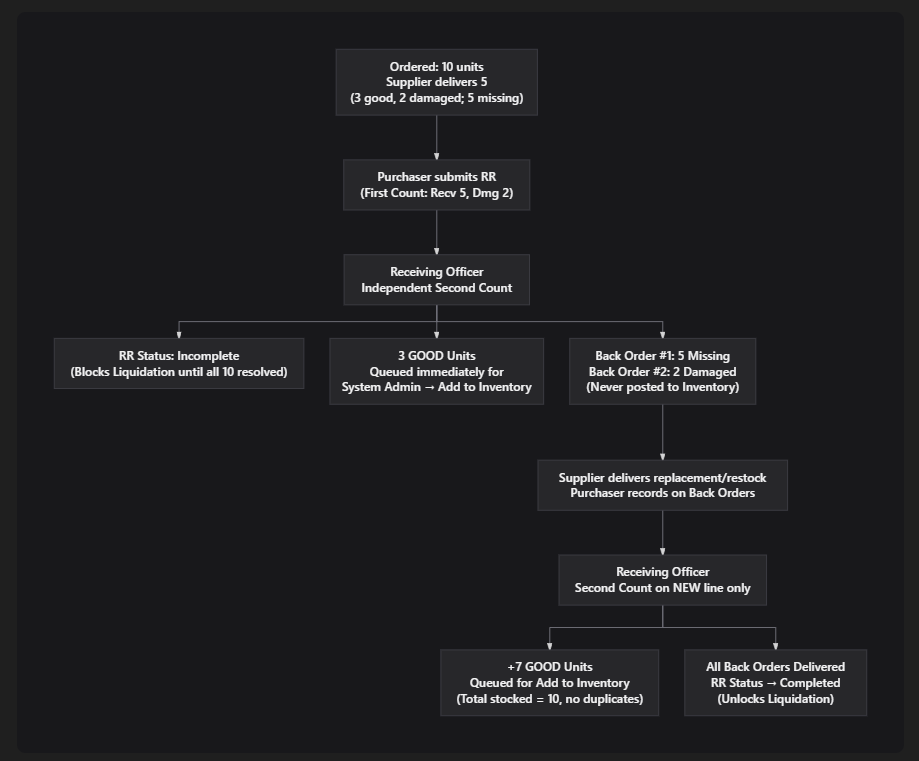 Ordered: 10 units
Supplier delivers 5
(3 good, 2 damaged; 5 missing)
Purchaser submits RR
(First Count: Recv 5, Dmg 2)
Receiving Officer
Independent Second Count
RR Status: Incomplete
(Blocks Liquidation until all 10 resolved)
3 GOOD Units
Queued immediately for
System Admin → Add to Inventory
Back Order #1: 5 Missing
Back Order #2: 2 Damaged
(Never posted to Inventory)
Supplier delivers replacement/restock
Purchaser records on Back Orders
Receiving Officer
Second Count on NEW line only
+7 GOOD Units
Queued for Add to Inventory
(Total stocked = 10, no duplicates)
All Back Orders Delivered
RR Status → Completed
(Unlocks Liquidation)